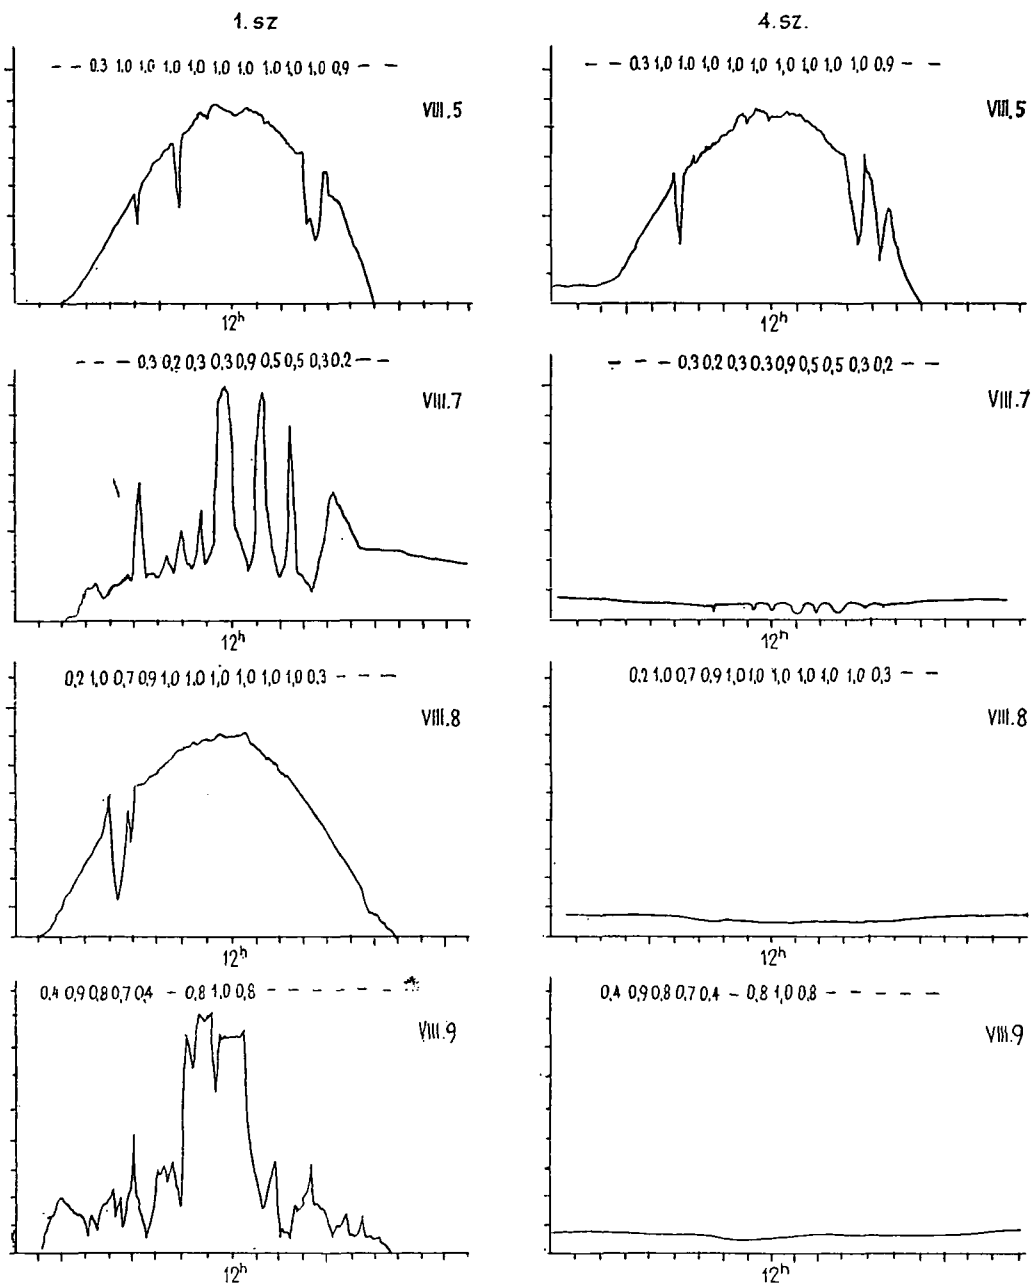 1. SZ
4. SZ.
– – 0.3 1.0 1.0 1.0 1,0 1,0 1,0 1,0 1,0 1,0 0,9 – –
– – 0.3 1,0 1.0 1,0 1,0 1,0 1,0 1,0 1,0 1,0 0.9 – –
VIII.5
VIII.5
12h
12h
– – – 0.3 0.2 0,3 0,3 0,9 0,5 0,5 0,3 0,2 – –
– – – 0.3 0.2 0.3 0.3 0,9 0,5 0,5 0.3 0.2 – –
VIII.7
VIII.7
12h
12h
0,2 1.0 0,7 0,9 1,0 1.0 1,0 1,0 1,0 1,0 0.3 – – –
0.2 1,0 0,7 0,9 1,0 1,0 1,0 1,0 1,0 1,0 0.3 – –
VIII.8
VIII.8
12h
12h
0.4 0,9 0.8 0,7 0,4 – 0,8 1.0 0,8 – – – – – –
0.4 0,9 0,8 0,7 0.4 – 0,8 1,0 0,8 – – – – –
VIII.9
VIII.9
12h
12h